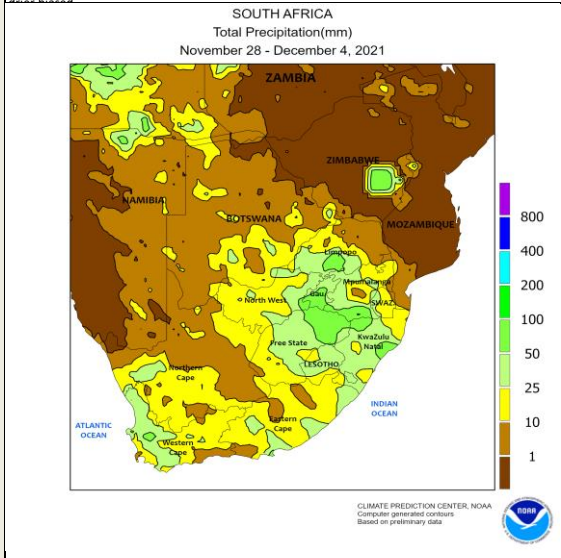 SOUTH AFRICA
Total Precipitation(mm)
November 28 - December 4, 2021
ZAMBIA
ZIMBABWE
NAMIBIA
BOTSWANA
MOZAMBIQUE
Limpopo
Mpumalanga
Gau.
SWAZ.
North West
Free State
KwaZulu
Natal
LESOTHO
Northern
Cape
Eastern
Cape
Western
Cape
ATLANTIC
OCEAN
INDIAN
OCEAN
800
400
200
100
50
25
10
1
CLIMATE PREDICTION CENTER, NOAA
Computer generated contours
Based on preliminary data
NOAA